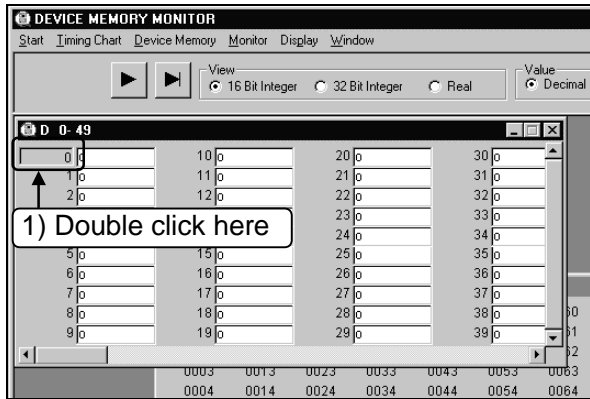 DEVICE MEMORY MONITOR
Start Timing Chart Device Memory Monitor Display Window
View Value
16 Bit Integer 32 Bit Integer Real Decimal
D 0- 49
0 10 0 20 0 30 0
1 0 11 0 21 0 31 0
2 0 12 0 22 0 32 0
23 0 33 0
1) Double click here
24 0 34 0
5 0 15 0 25 0 35 0
6 0 16 0 26 0 36 0
7 0 17 0 27 0 37 0
8 0 18 0 28 0 38 0 60
9 0 19 0 29 0 39 0 61
62
0003 0013 0023 0033 0043 0053 0063
0004 0014 0024 0034 0044 0054 0064